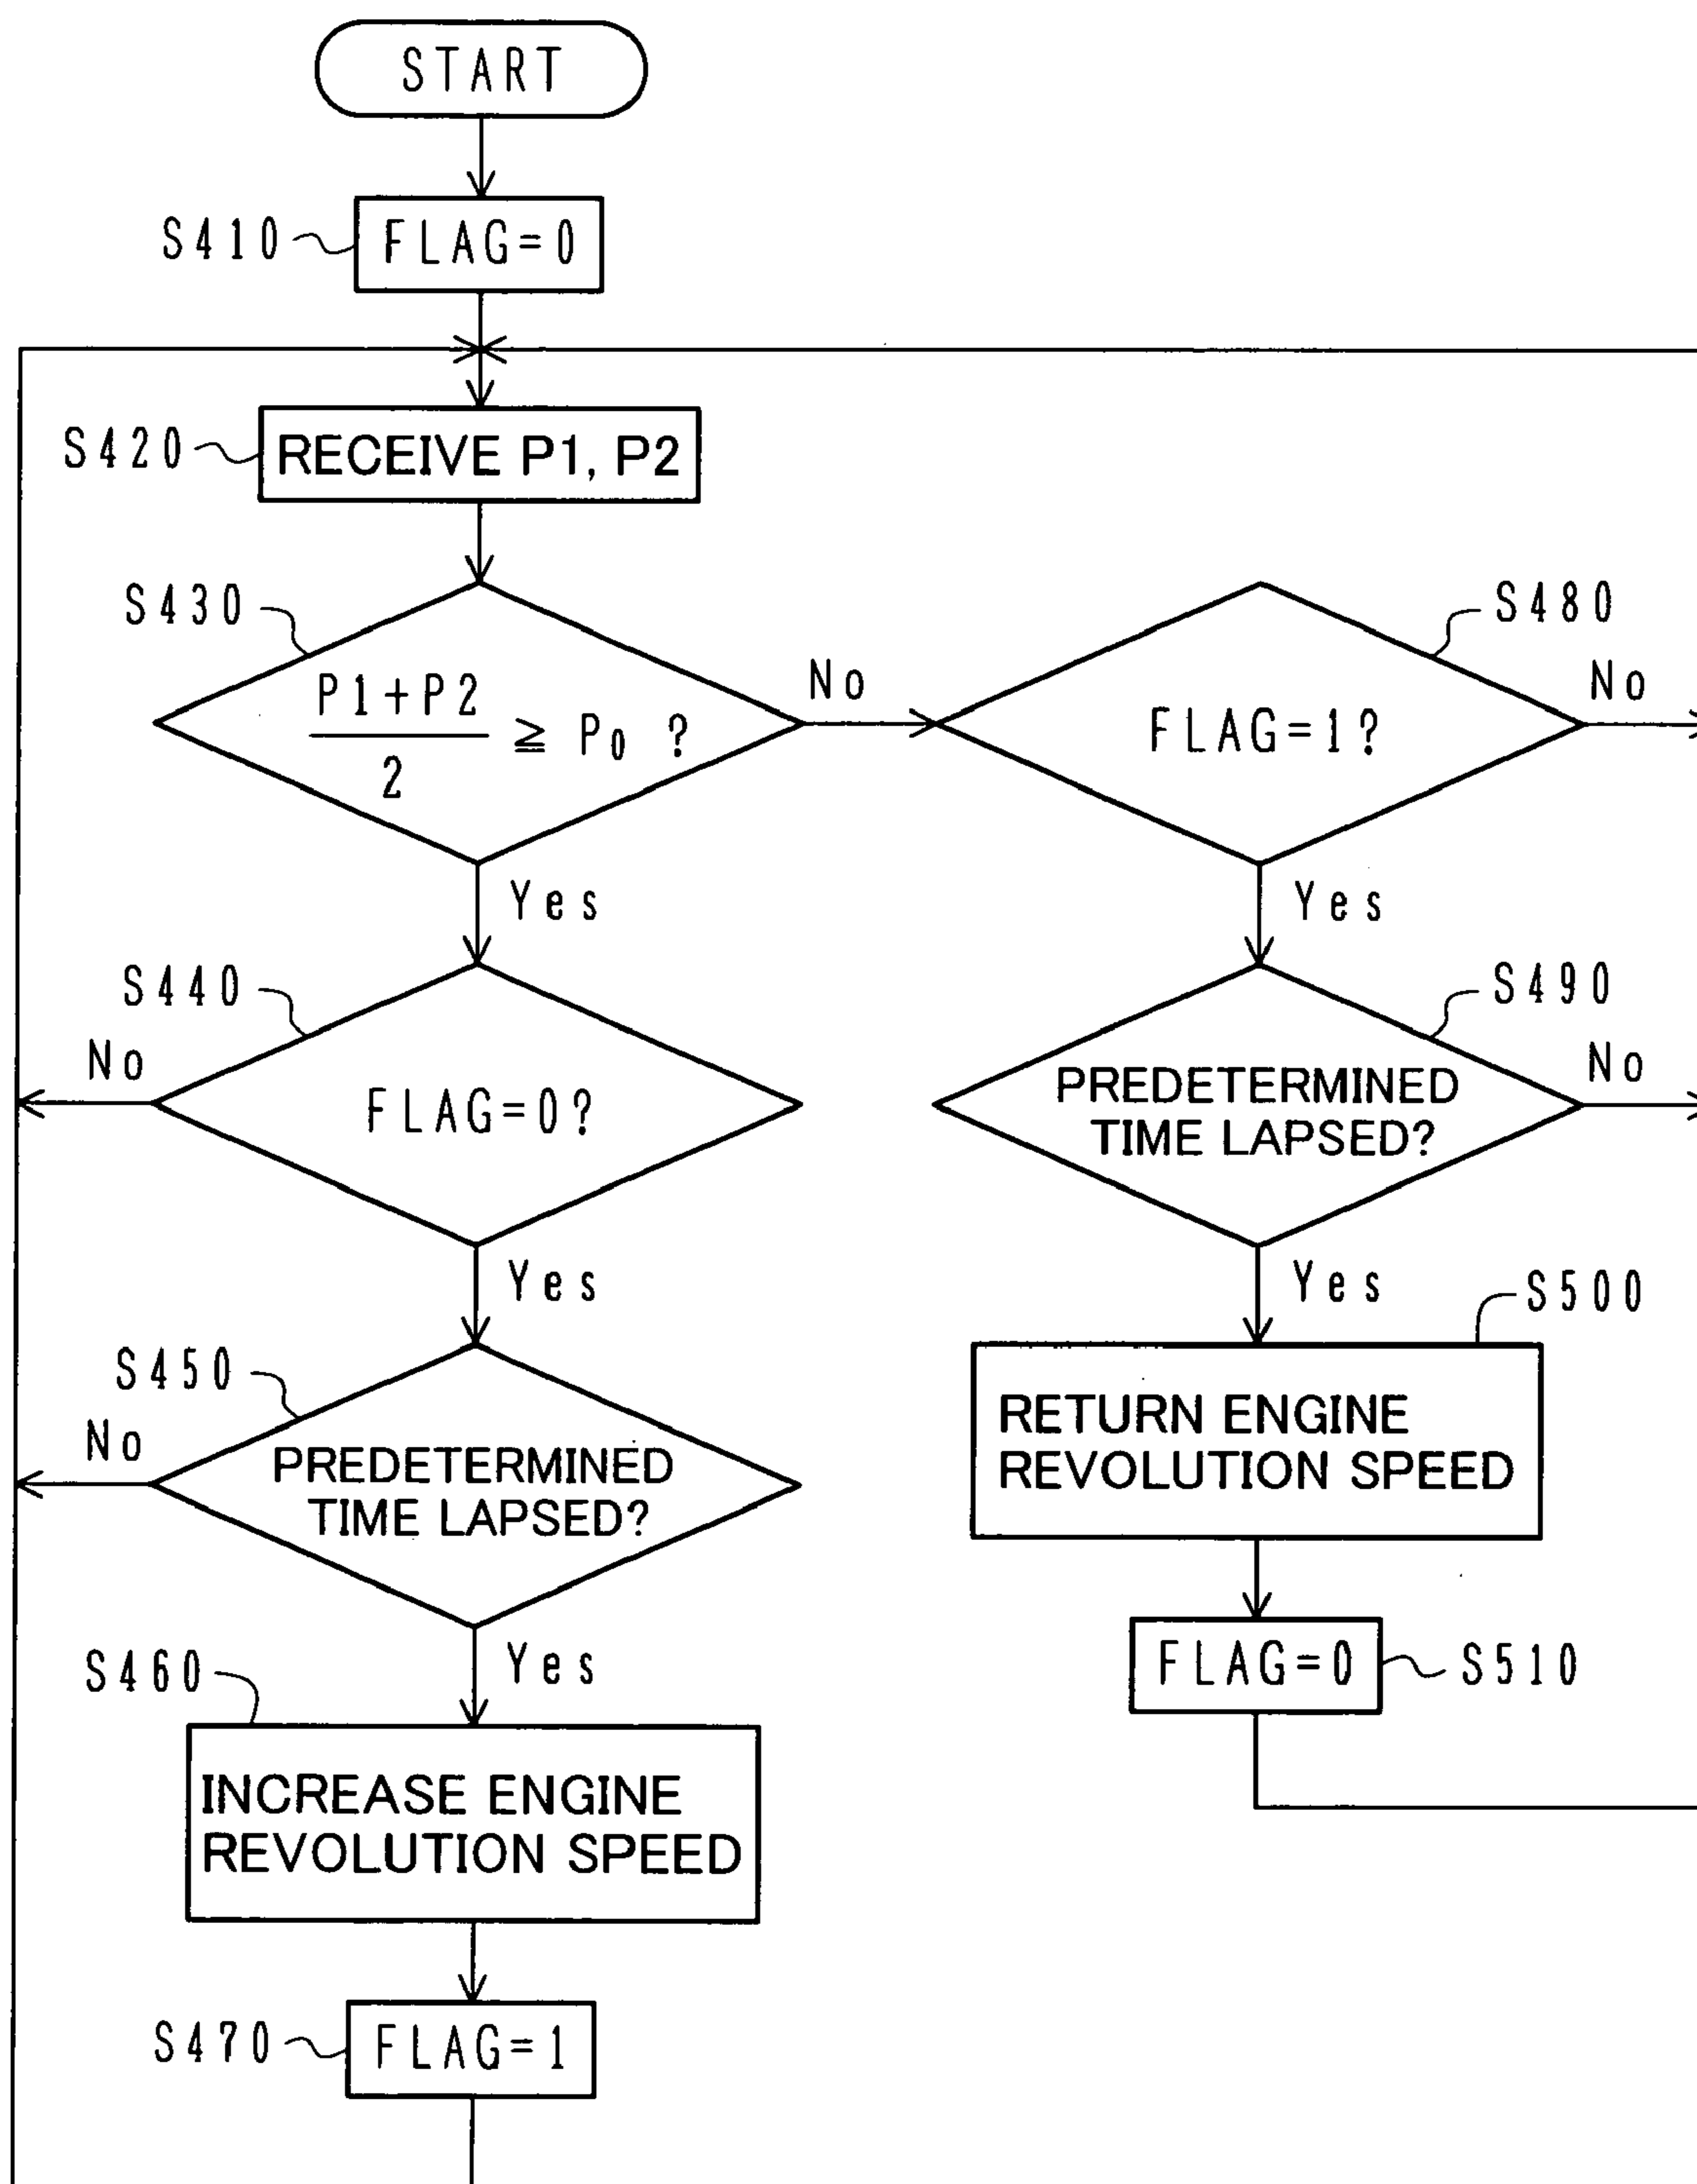 START
S410
FLAG=0
S420
RECEIVE P1, P2
S430
P1+P2
2
≧ P0 ?
No
S480
FLAG=1?
No
Yes
Yes
S440
FLAG=0?
No
S490
PREDETERMINED
TIME LAPSED?
No
Yes
Yes
S450
PREDETERMINED
TIME LAPSED?
No
S500
RETURN ENGINE
REVOLUTION SPEED
Yes
S460
INCREASE ENGINE
REVOLUTION SPEED
FLAG=0
S510
S470
FLAG=1